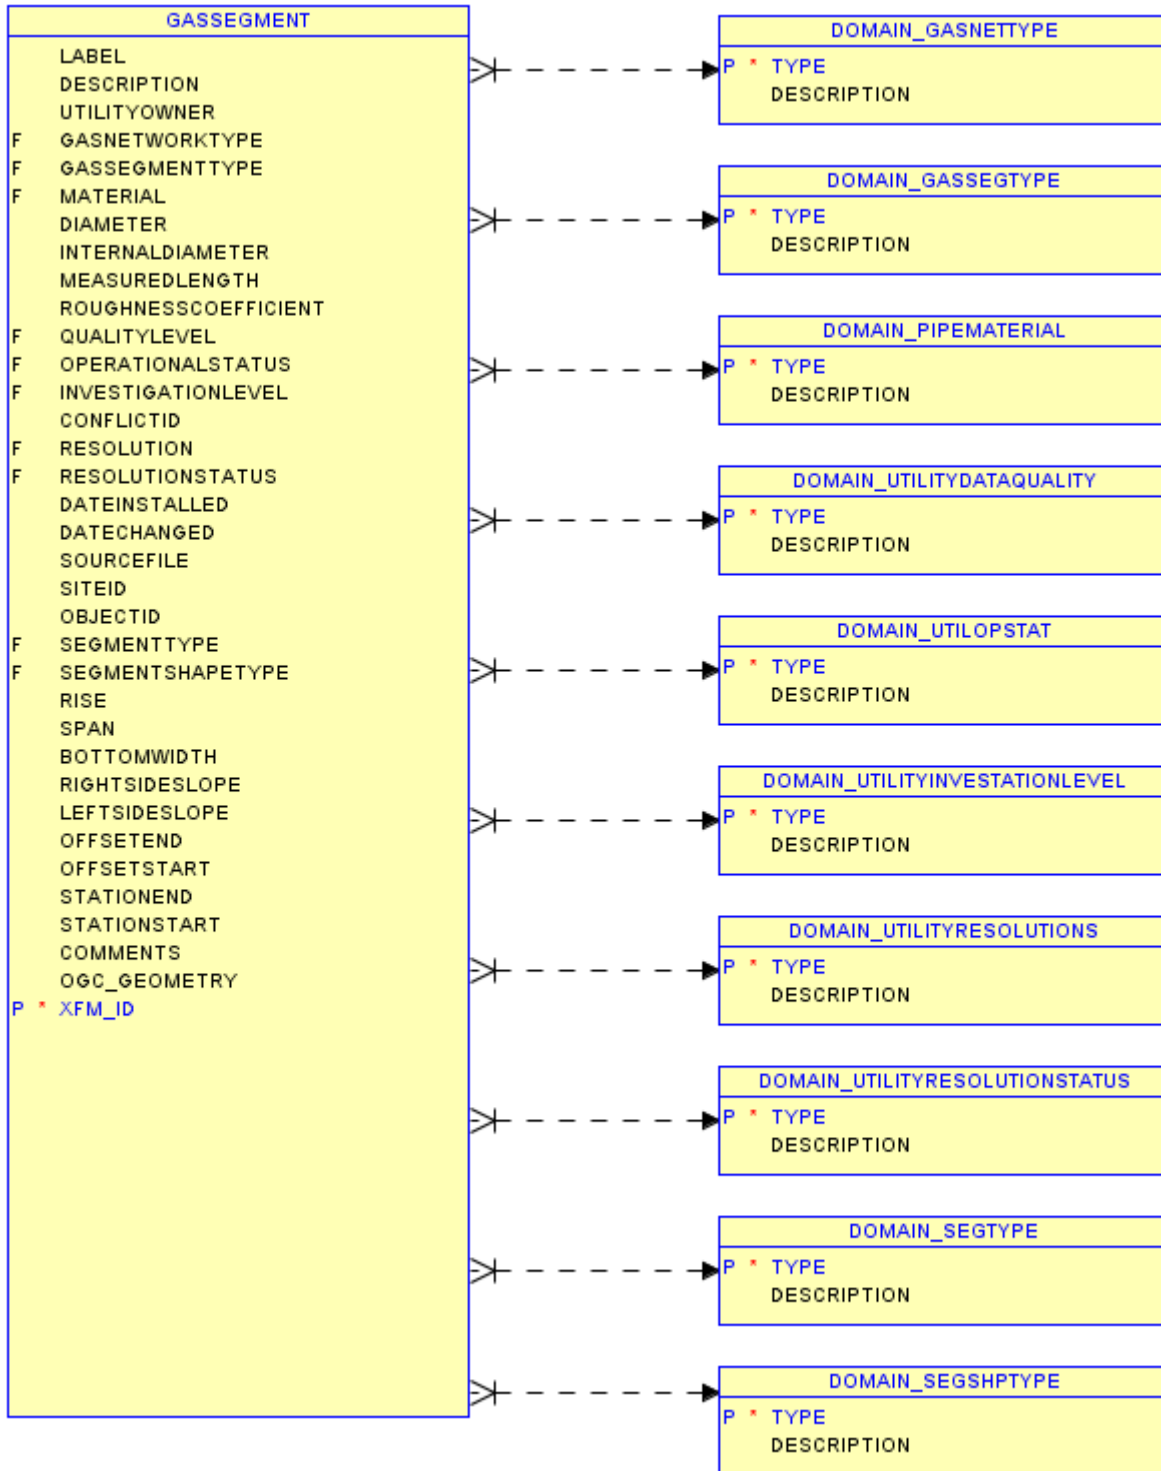 GASSEGMENT
LABEL
DESCRIPTION
UTILITYOWNER
F GASNETWORKTYPE
F GASSEGMENTTYPE
F MATERIAL
DIAMETER
INTERNALDIAMETER
MEASUREDLENGTH
ROUGHNESSCOEFFICIENT
F QUALITYLEVEL
F OPERATIONALSTATUS
F INVESTIGATIONLEVEL
CONFLICTID
F RESOLUTION
F RESOLUTIONSTATUS
DATEINSTALLED
DATECHANGED
SOURCEFILE
SITEID
OBJECTID
F SEGMENTTYPE
F SEGMENTSHAPETYPE
RISE
SPAN
BOTTOMWIDTH
RIGHTSIDESLOPE
LEFTSIDESLOPE
OFFSETEND
OFFSETSTART
STATIONEND
STATIONSTART
COMMENTS
OGC_GEOMETRY
P * XFM_ID
DOMAIN_GASNETTYPE
P * TYPE
DESCRIPTION
DOMAIN_GASSEGTYPE
P * TYPE
DESCRIPTION
DOMAIN_PIPEMATERIAL
P * TYPE
DESCRIPTION
DOMAIN_UTILITYDATAQUALITY
P * TYPE
DESCRIPTION
DOMAIN_UTILOPSTAT
P * TYPE
DESCRIPTION
DOMAIN_UTILITYINVESTATIONLEVEL
P * TYPE
DESCRIPTION
DOMAIN_UTILITYRESOLUTIONS
P * TYPE
DESCRIPTION
DOMAIN_UTILITYRESOLUTIONSTATUS
P * TYPE
DESCRIPTION
DOMAIN_SEGTYPE
P * TYPE
DESCRIPTION
DOMAIN_SEGSHPTYPE
P * TYPE
DESCRIPTION